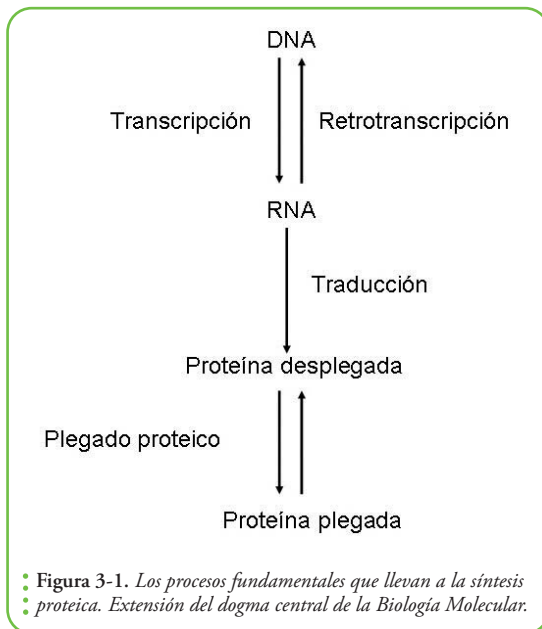 DNA
Transcripción Retrotranscripción
RNA
Traducción
Proteína desplegada
Plegado proteico
Proteína plegada
Figura 3-1. Los procesos fundamentales que llevan a la síntesis
proteica. Extensión del dogma central de la Biología Molecular.